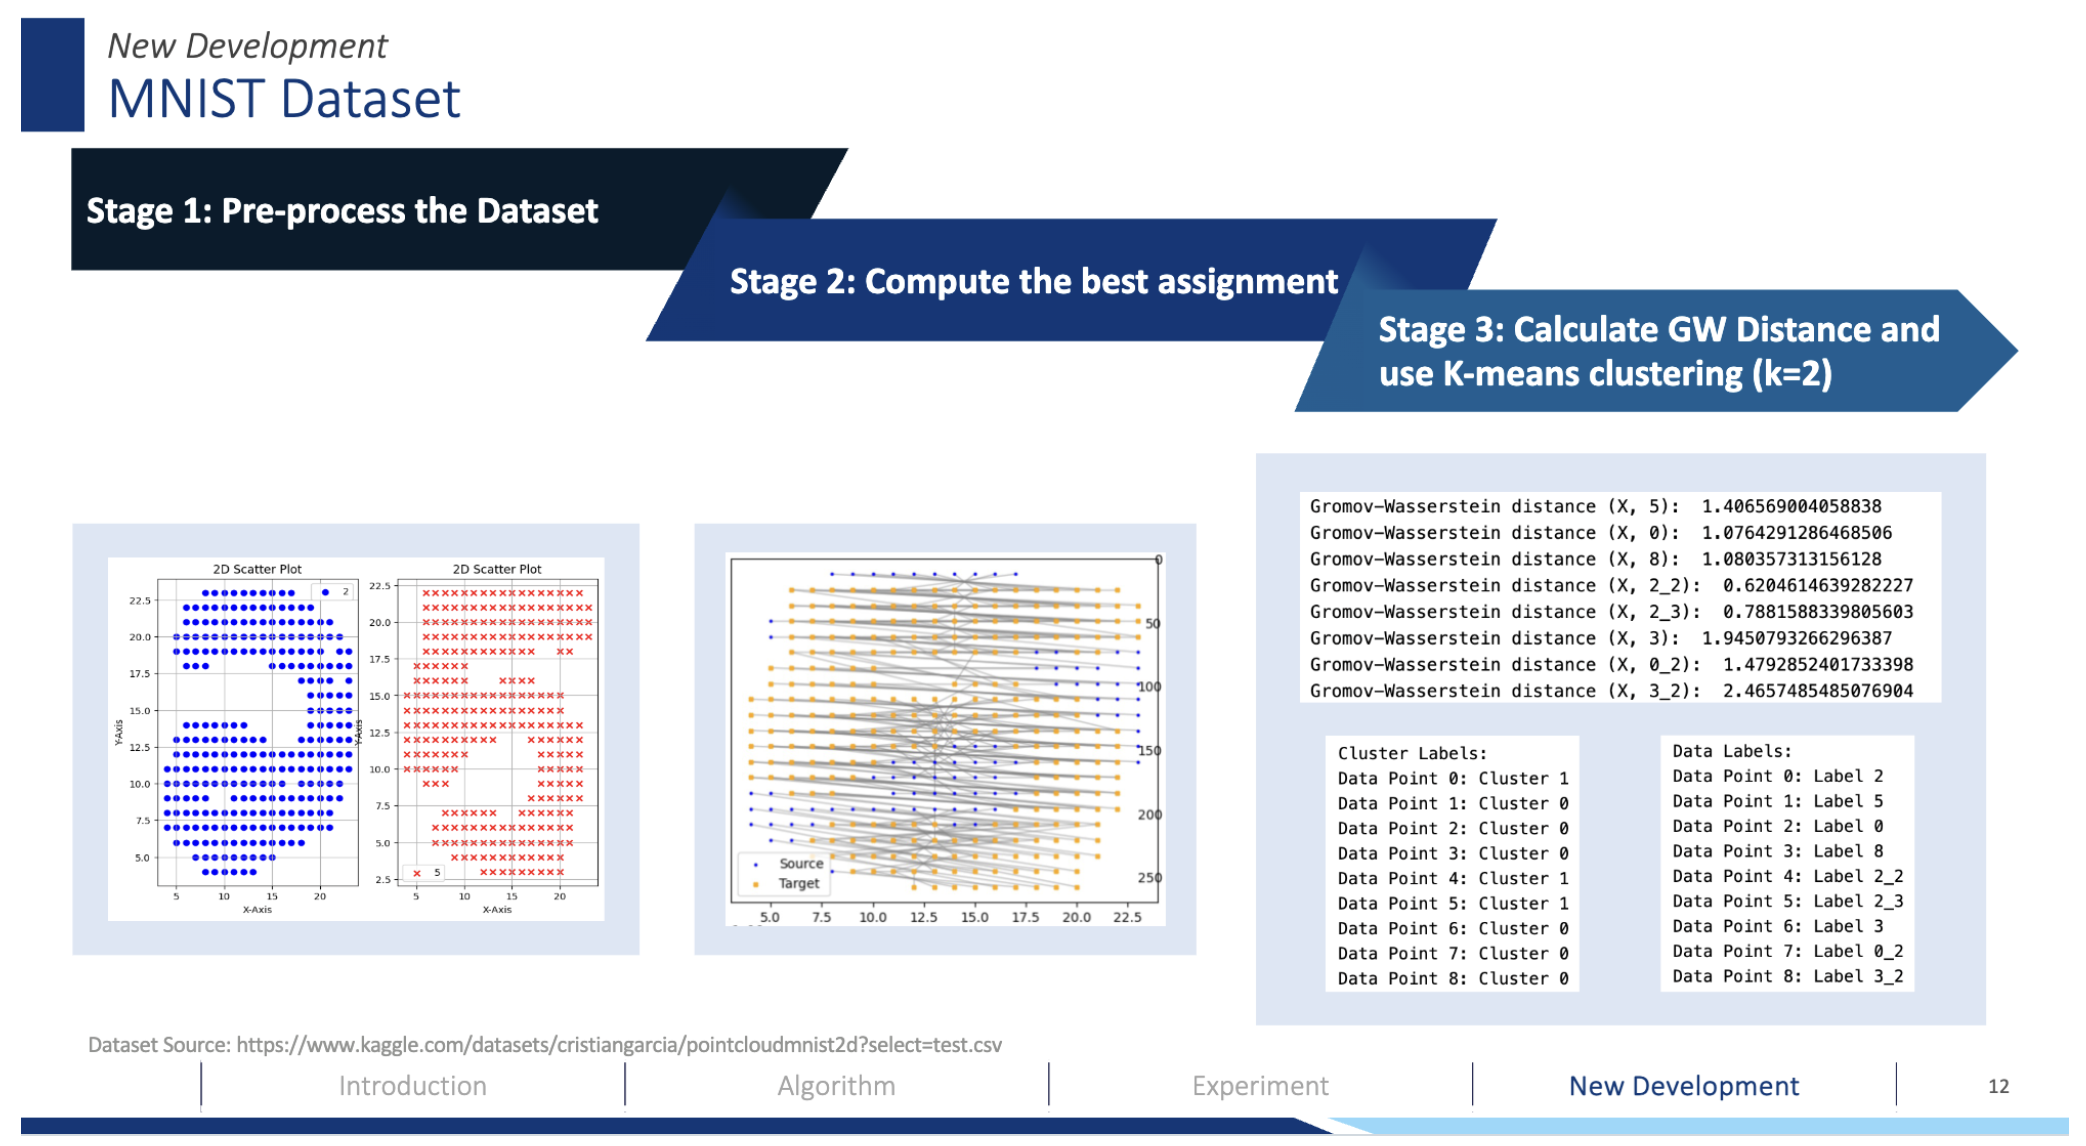 New Development
MNIST Dataset
Stage 1: Pre-process the Dataset
Stage 2: Compute the best assignment
Stage 3: Calculate GW Distance and
use K-means clustering (k=2)
2D Scatter Plot
2
22.5
20.0
17.5
15.0
12.5
10.0
7.5
5.0
Y-Axis
5
10
15
20
X-Axis
2D Scatter Plot
22.5
20.0
17.5
15.0
12.5
10.0
7.5
5.0
2.5
Y-Axis
5
5
10
15
20
X-Axis
0
50
100
150
200
250
Source
Target
5.0
7.5
10.0
12.5
15.0
17.5
20.0
22.5
Gromov-Wasserstein distance (X, 5): 1.406569004058838
Gromov-Wasserstein distance (X, 0): 1.0764291286468506
Gromov-Wasserstein distance (X, 8): 1.080357313156128
Gromov-Wasserstein distance (X, 2_2): 0.6204614639282227
Gromov-Wasserstein distance (X, 2_3): 0.7881588339805603
Gromov-Wasserstein distance (X, 3): 1.9450793266296387
Gromov-Wasserstein distance (X, 0_2): 1.4792852401733398
Gromov-Wasserstein distance (X, 3_2): 2.4657485485076904
Cluster Labels:
Data Point 0: Cluster 1
Data Point 1: Cluster 0
Data Point 2: Cluster 0
Data Point 3: Cluster 0
Data Point 4: Cluster 1
Data Point 5: Cluster 1
Data Point 6: Cluster 0
Data Point 7: Cluster 0
Data Point 8: Cluster 0
Data Labels:
Data Point 0: Label 2
Data Point 1: Label 5
Data Point 2: Label 0
Data Point 3: Label 8
Data Point 4: Label 2_2
Data Point 5: Label 2_3
Data Point 6: Label 3
Data Point 7: Label 0_2
Data Point 8: Label 3_2
Dataset Source: https://www.kaggle.com/datasets/cristiangarcia/pointcloudmnist2d?select=test.csv
Introduction
Algorithm
Experiment
New Development
12